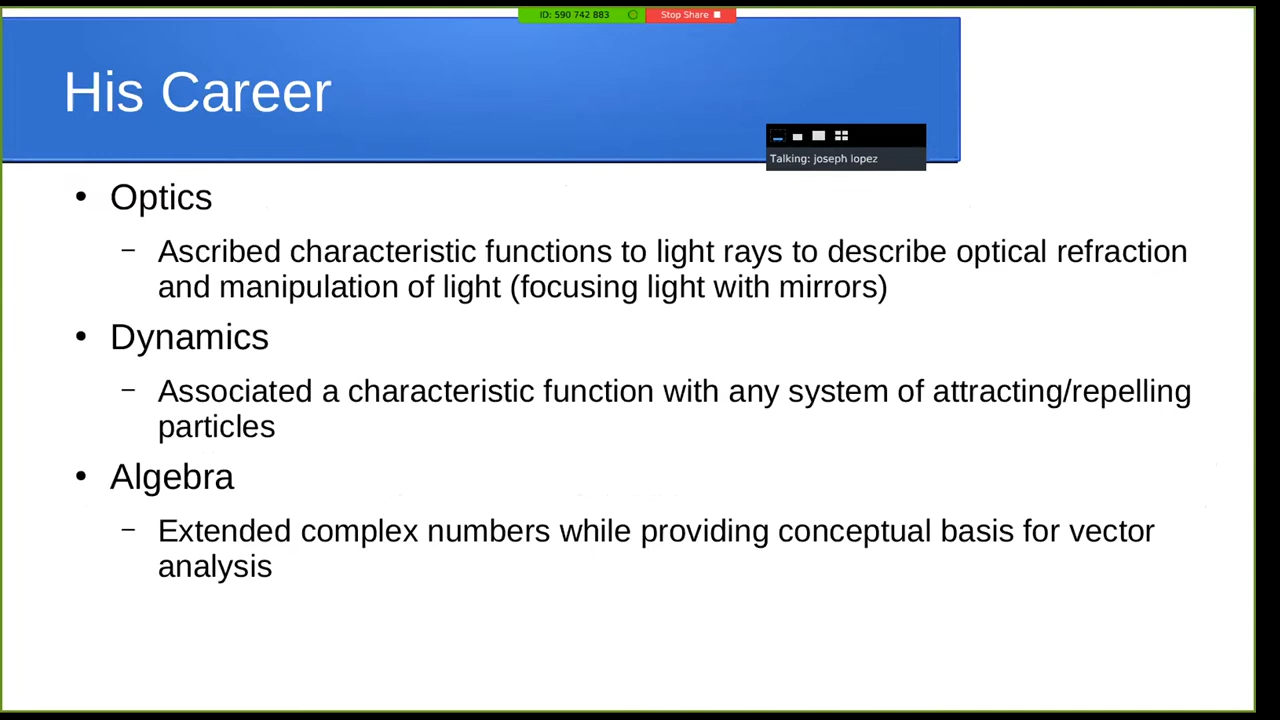 ID: 590 742 883 Stop Share
His Career
Talking: joseph lopez
• Optics
– Ascribed characteristic functions to light rays to describe optical refraction
and manipulation of light (focusing light with mirrors)
• Dynamics
– Associated a characteristic function with any system of attracting/repelling
particles
• Algebra
– Extended complex numbers while providing conceptual basis for vector
analysis